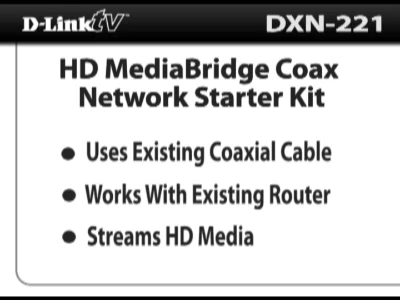 D-Link TV DXN-221
HD MediaBridge Coax
Network Starter Kit
• Uses Existing Coaxial Cable
• Works With Existing Router
• Streams HD Media